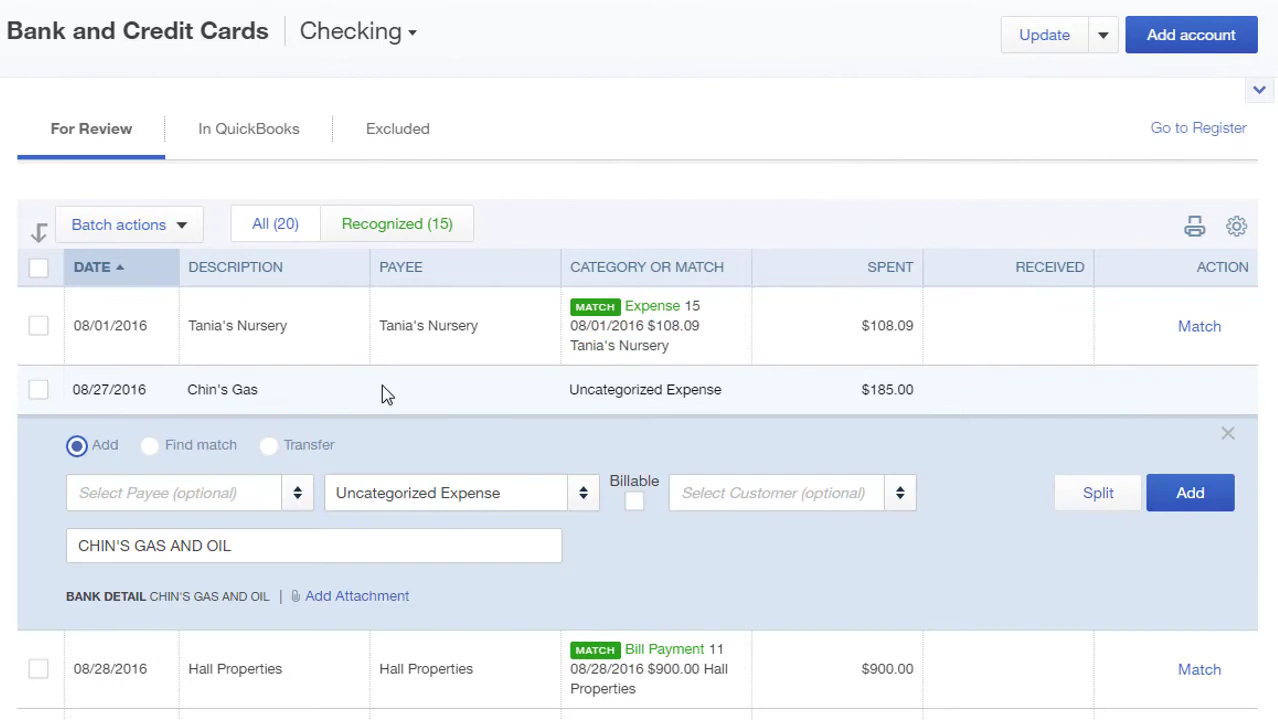 Bank and Credit Cards Checking
Update Add account
For Review In QuickBooks Excluded Go to Register
Batch actions All (20) Recognized (15)
DATE DESCRIPTION PAYEE CATEGORY OR MATCH SPENT RECEIVED ACTION
MATCH Expense 15
08/01/2016 Tania's Nursery Tania's Nursery 08/01/2016 $108.09 $108.09 Match
Tania's Nursery
08/27/2016 Chin's Gas Uncategorized Expense $185.00
Add Find match Transfer
Billable
Select Payee (optional) Uncategorized Expense Select Customer (optional) Split Add
CHIN'S GAS AND OIL
BANK DETAIL CHIN'S GAS AND OIL | Add Attachment
MATCH Bill Payment 11
08/28/2016 Hall Properties Hall Properties 08/28/2016 $900.00 Hall $900.00 Match
Properties